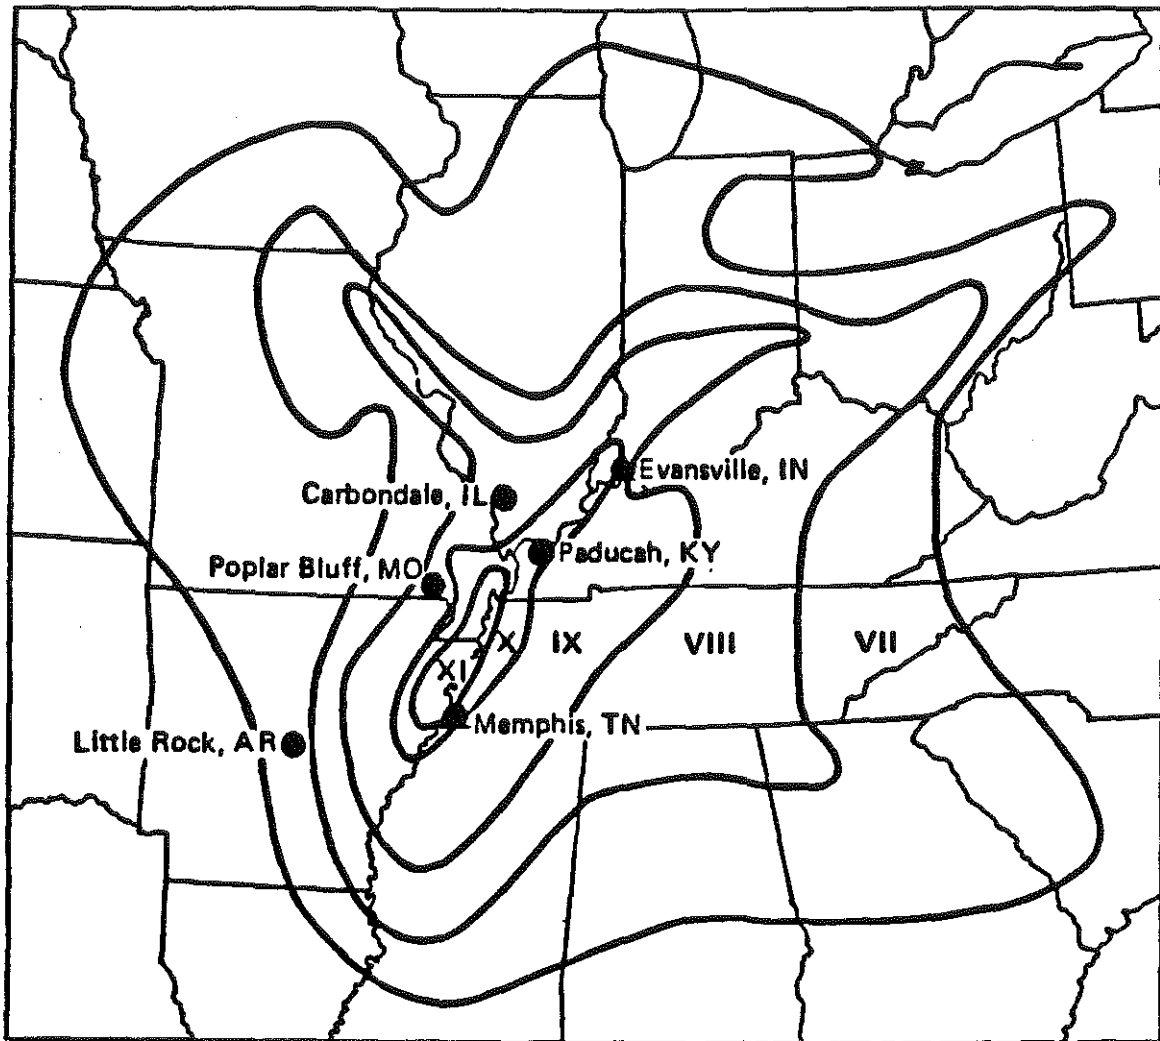 Evansville, IN
Carbondale, IL
Paducah, KY
Poplar Bluff, MO
XI X IX VIII VII
Memphis, TN
Little Rock, AR